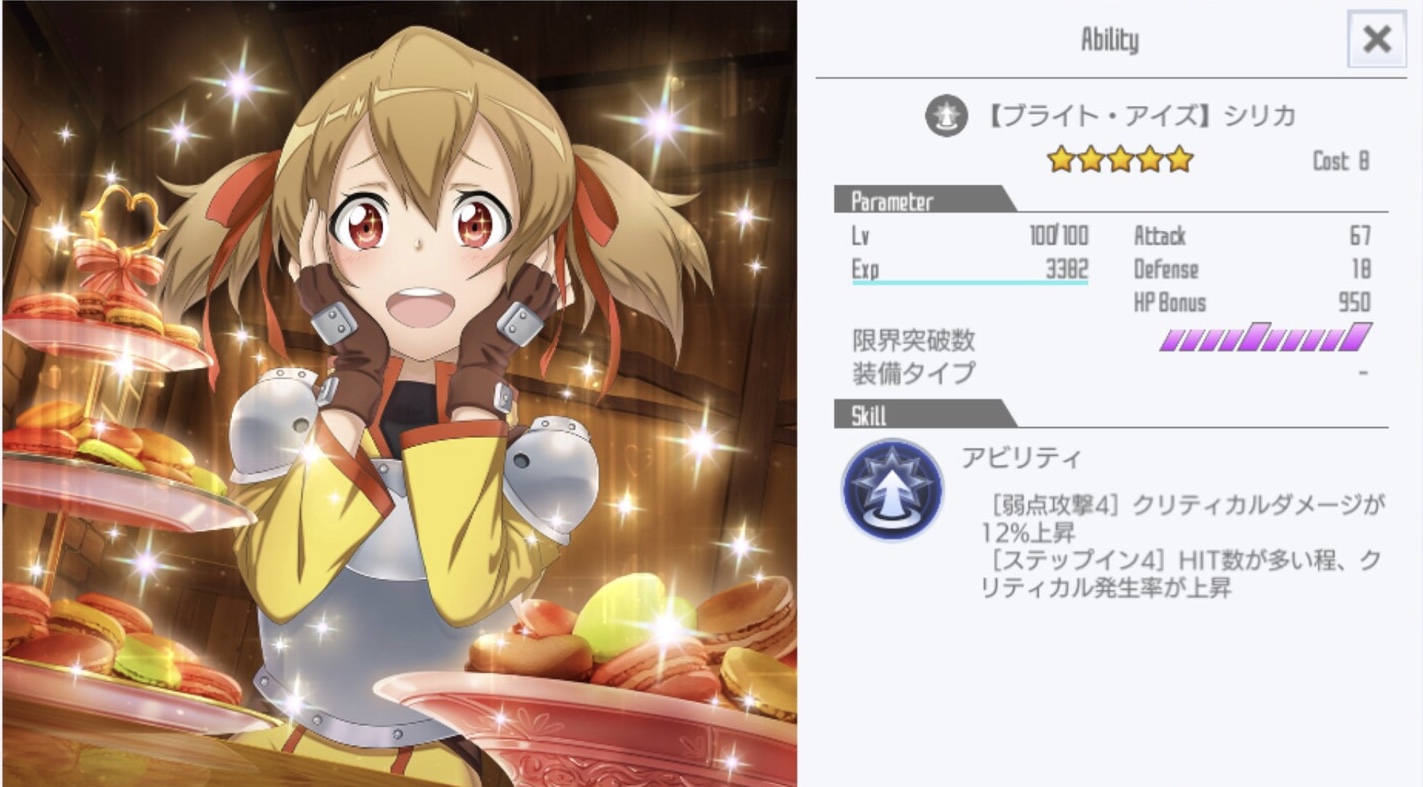 Ability
【ブライト・アイズ】シリカ
Cost 8
Parameter
Lv 100/100 Attack 67
Exp 3382 Defense 18
HP Bonus 950
限界突破数
装備タイプ -
Skill
アビリティ
［弱点攻撃4］クリティカルダメージが
12%上昇
［ステップイン4］HIT数が多い程、ク
リティカル発生率が上昇